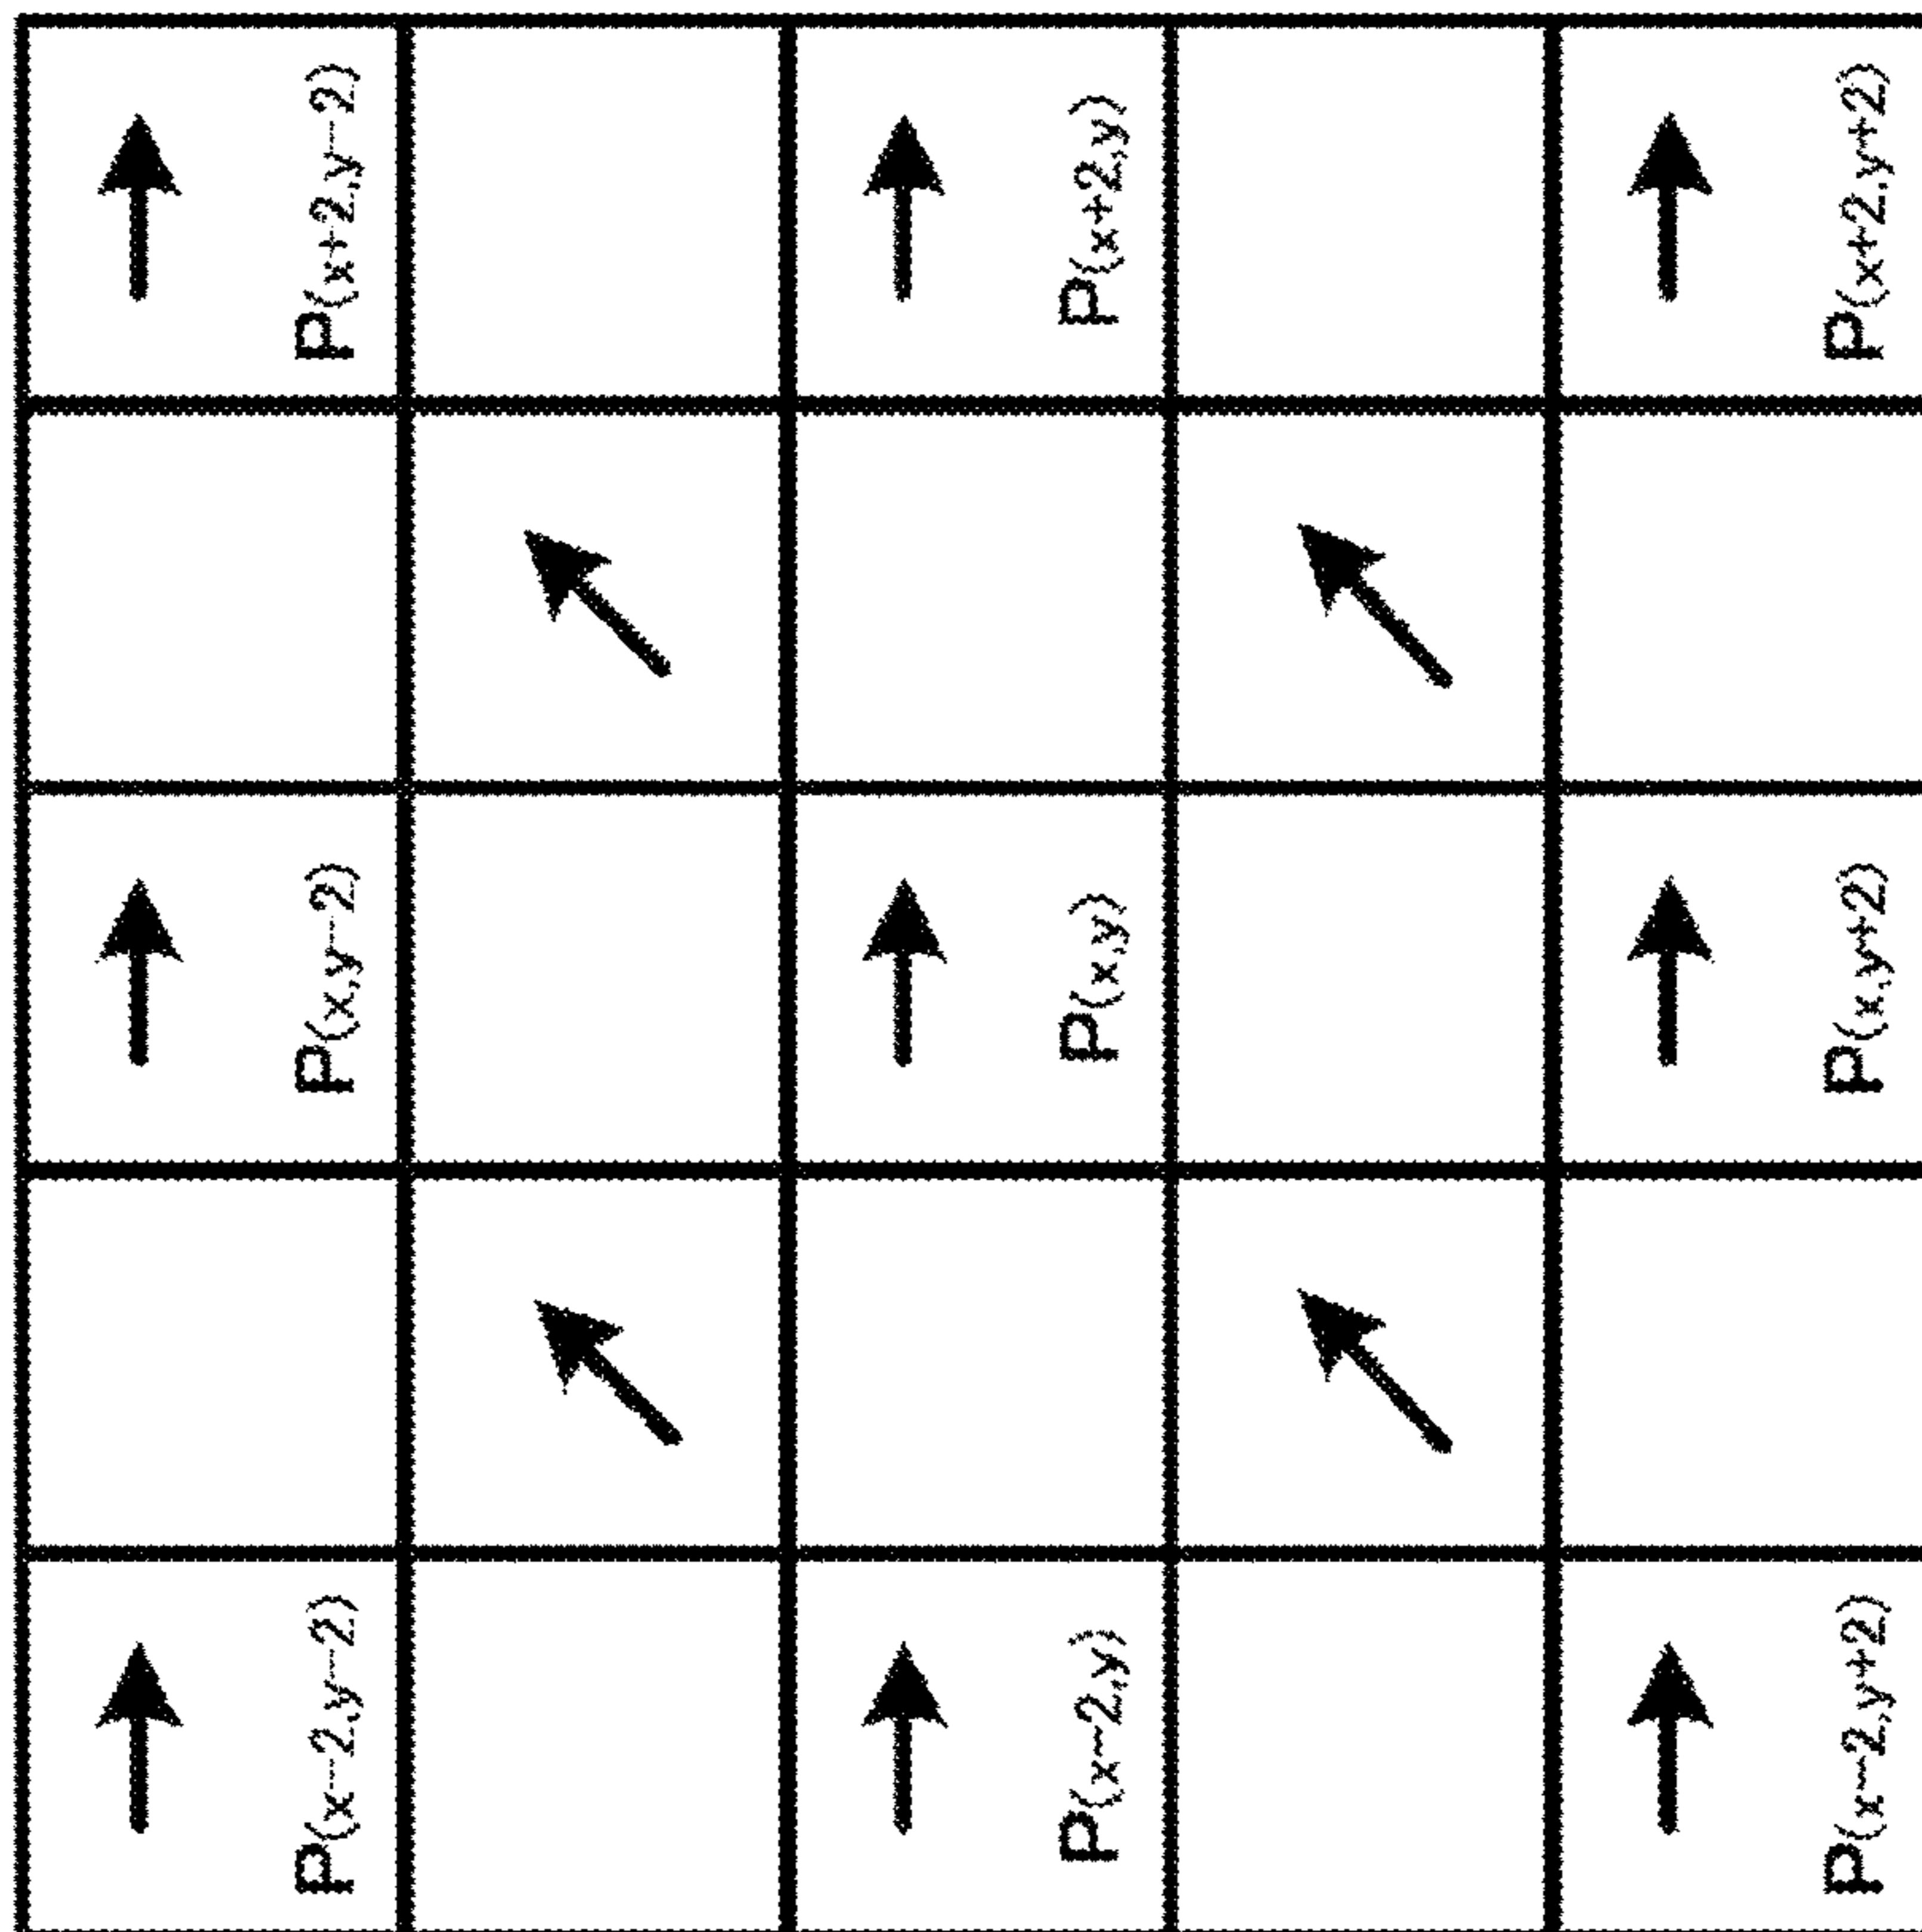 P(x−2,y−2)
P(x,y−2)
P(x+2,y−2)
P(x−2,y)
P(x,y)
P(x+2,y)
P(x−2,y+2)
P(x,y+2)
P(x+2,y+2)